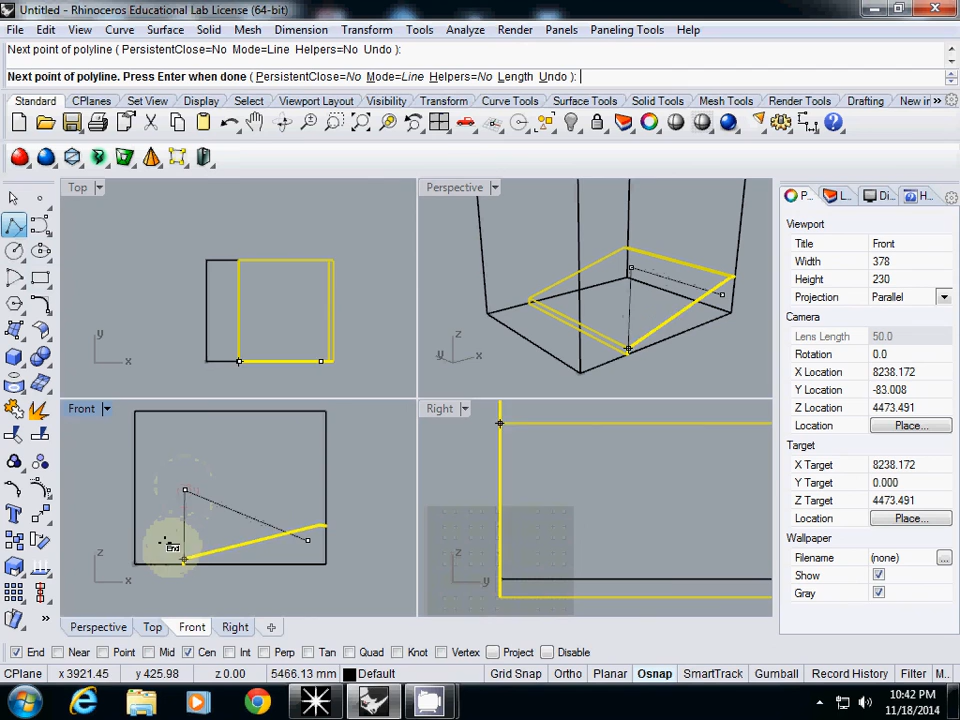 Untitled - Rhinoceros Educational Lab License (64-bit)
File Edit View Curve Surface Solid Mesh Dimension Transform Tools Analyze Render Panels Paneling Tools Help
Next point of polyline ( PersistentClose=No Mode=Line Helpers=No Undo ):
Next point of polyline. Press Enter when done ( PersistentClose=No Mode=Line Helpers=No Length Undo ):
Standard CPlanes Set View Display Select Viewport Layout Visibility Transform Curve Tools Surface Tools Solid Tools Mesh Tools Render Tools Drafting New in »
Top
Perspective
P... L... Di... H...
Viewport
Title Front
Width 378
Height 230
Projection Parallel
Camera
Lens Length 50.0
Rotation 0.0
X Location 8238.172
Y Location -83.008
Z Location 4473.491
Location Place...
Target
X Target 8238.172
Y Target 0.000
Z Target 4473.491
Location Place...
Wallpaper
Filename (none) ...
Show
Gray
y
x
z
y x
Front
Right
End
z
x
z
y
Perspective Top Front Right
End Near Point Mid Cen Int Perp Tan Quad Knot Vertex Project Disable
CPlane x 3921.45 y 425.98 z 0.00 5466.13 mm Default Grid Snap Ortho Planar Osnap SmartTrack Gumball Record History Filter M..
10:42 PM
11/18/2014